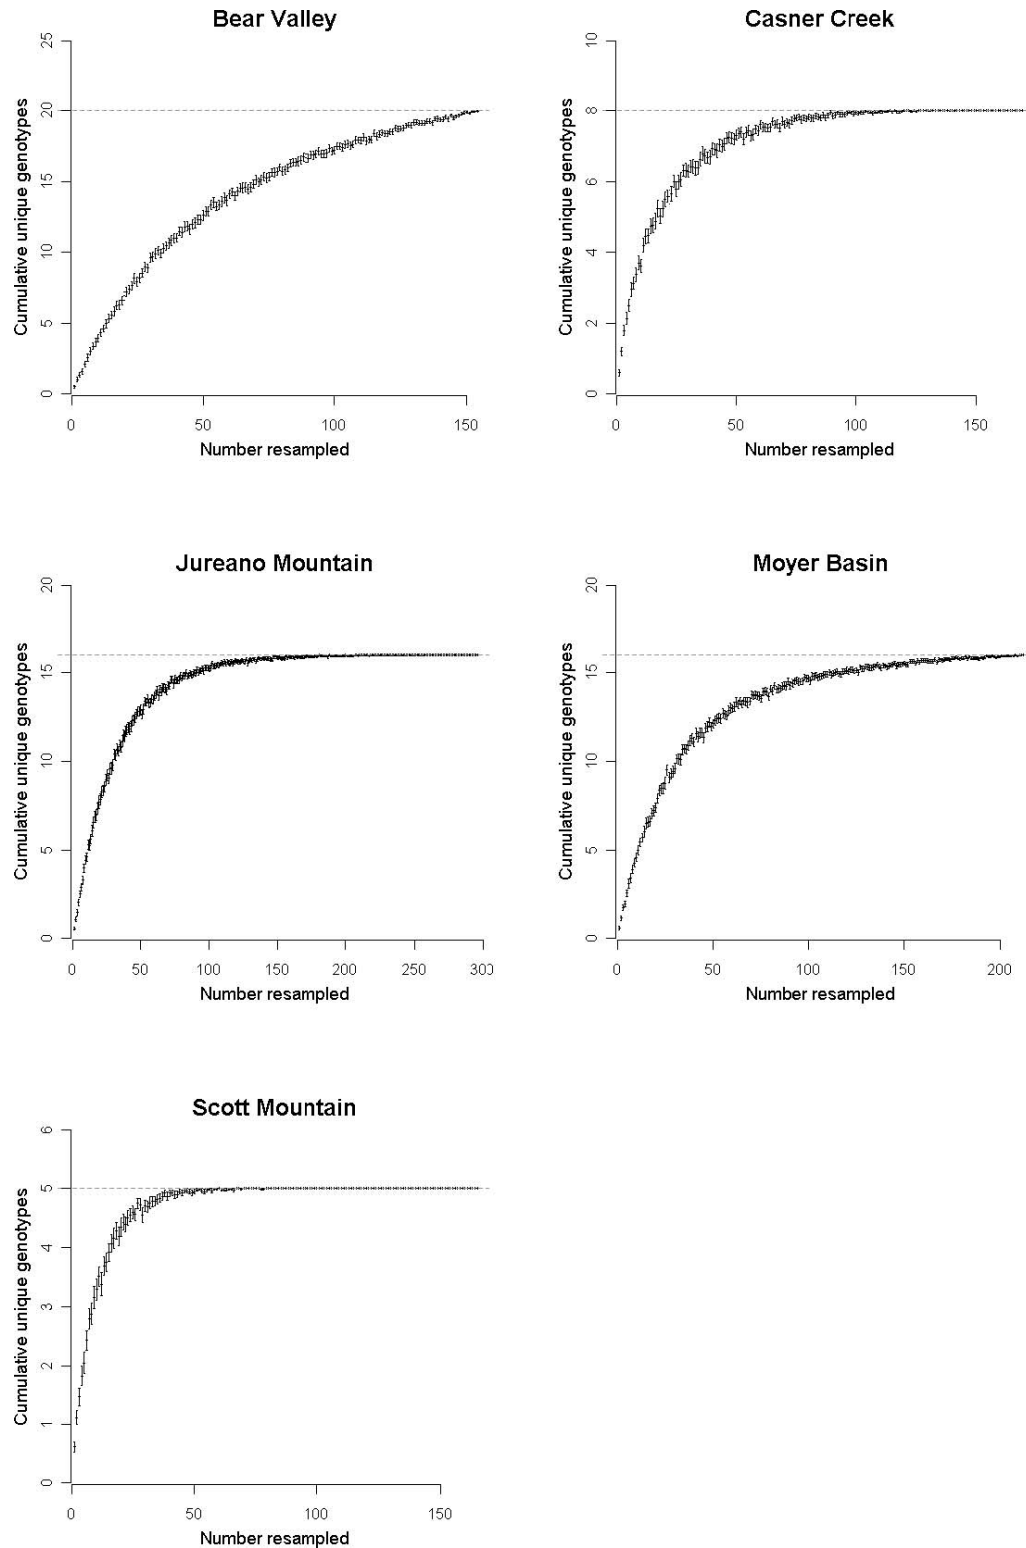 Bear Valley
Cumulative unique genotypes
25
20
15
10
5
0
0 50 100 150
Number resampled
Casner Creek
Cumulative unique genotypes
10
8
6
4
2
0
0 50 100 150
Number resampled
Jureano Mountain
Cumulative unique genotypes
20
15
10
5
0
0 50 100 150 200 250 300
Number resampled
Moyer Basin
Cumulative unique genotypes
20
15
10
5
0
0 50 100 150 200
Number resampled
Scott Mountain
Cumulative unique genotypes
6
5
4
3
2
1
0
0 50 100 150
Number resampled